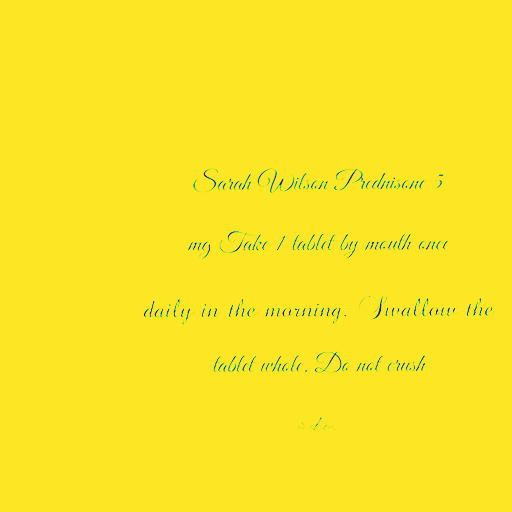 Sarah Wilson Prednisone 5
mg Take 1 tablet by mouth once
daily in the morning. Swallow the
tablet whole. Do not crush